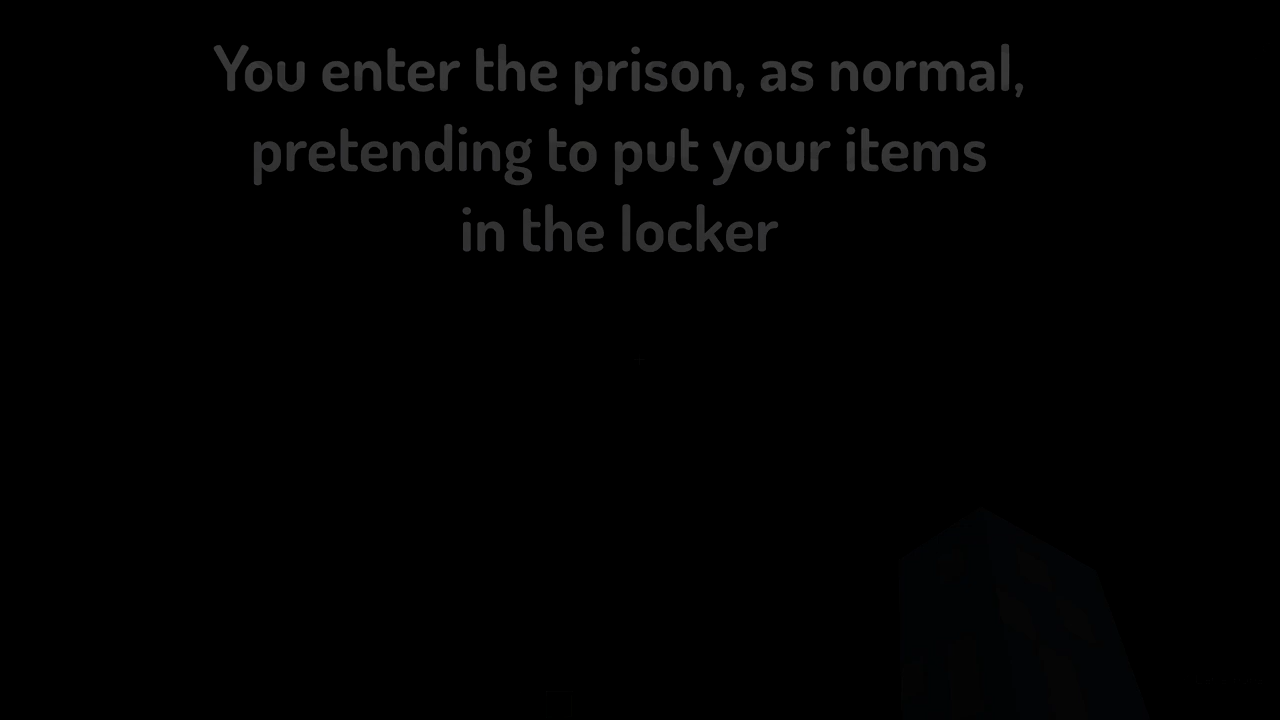 You enter the prison, as normal,
pretending to put your items
in the locker